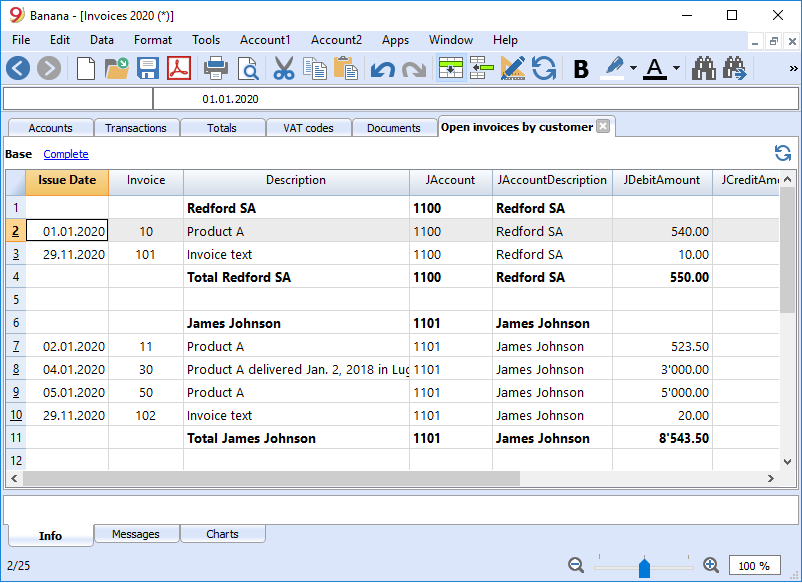 Banana - [Invoices 2020 (*)]
File Edit Data Format Tools Account1 Account2 Apps Window Help
B A »
01.01.2020
Accounts Transactions Totals VAT codes Documents Open invoices by customer
Base Complete
Issue Date Invoice Description JAccount JAccountDescription JDebitAmount JCreditAm
1 Redford SA 1100 Redford SA
2 01.01.2020 10 Product A 1100 Redford SA 540.00
3 29.11.2020 101 Invoice text 1100 Redford SA 10.00
4 Total Redford SA 1100 Redford SA 550.00
5
6 James Johnson 1101 James Johnson
7 02.01.2020 11 Product A 1101 James Johnson 523.50
8 04.01.2020 30 Product A delivered Jan. 2, 2018 in Lug 1101 James Johnson 3'000.00
9 05.01.2020 50 Product A 1101 James Johnson 5'000.00
10 29.11.2020 102 Invoice text 1101 James Johnson 20.00
11 Total James Johnson 1101 James Johnson 8'543.50
12
Info Messages Charts
2/25 100 %